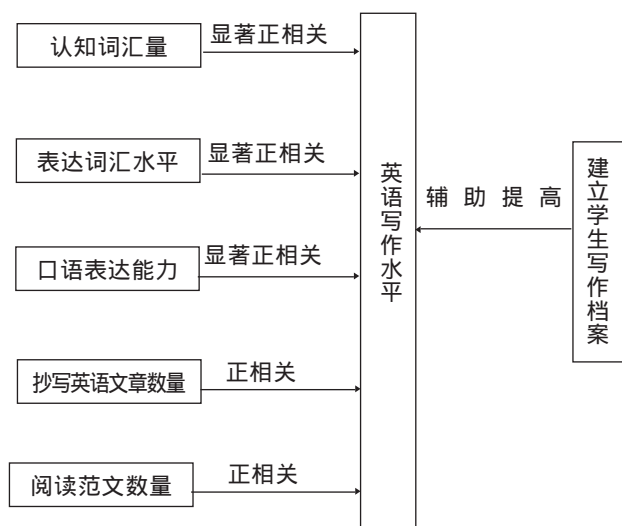 认知词汇量
显著正相关
表达词汇水平
显著正相关
口语表达能力
显著正相关
抄写英语文章数量
正相关
阅读范文数量
正相关
英语写作水平
辅助提高
建立学生写作档案